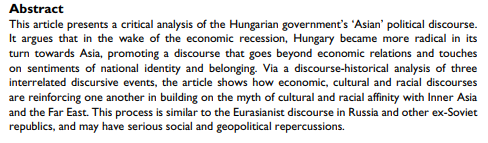 Abstract
This article presents a critical analysis of the Hungarian government's 'Asian' political discourse.
It argues that in the wake of the economic recession, Hungary became more radical in its
turn towards Asia, promoting a discourse that goes beyond economic relations and touches
on sentiments of national identity and belonging. Via a discourse-historical analysis of three
interrelated discursive events, the article shows how economic, cultural and racial discourses
are reinforcing one another in building on the myth of cultural and racial affinity with Inner Asia
and the Far East. This process is similar to the Eurasianist discourse in Russia and other ex-Soviet
republics, and may have serious social and geopolitical repercussions.